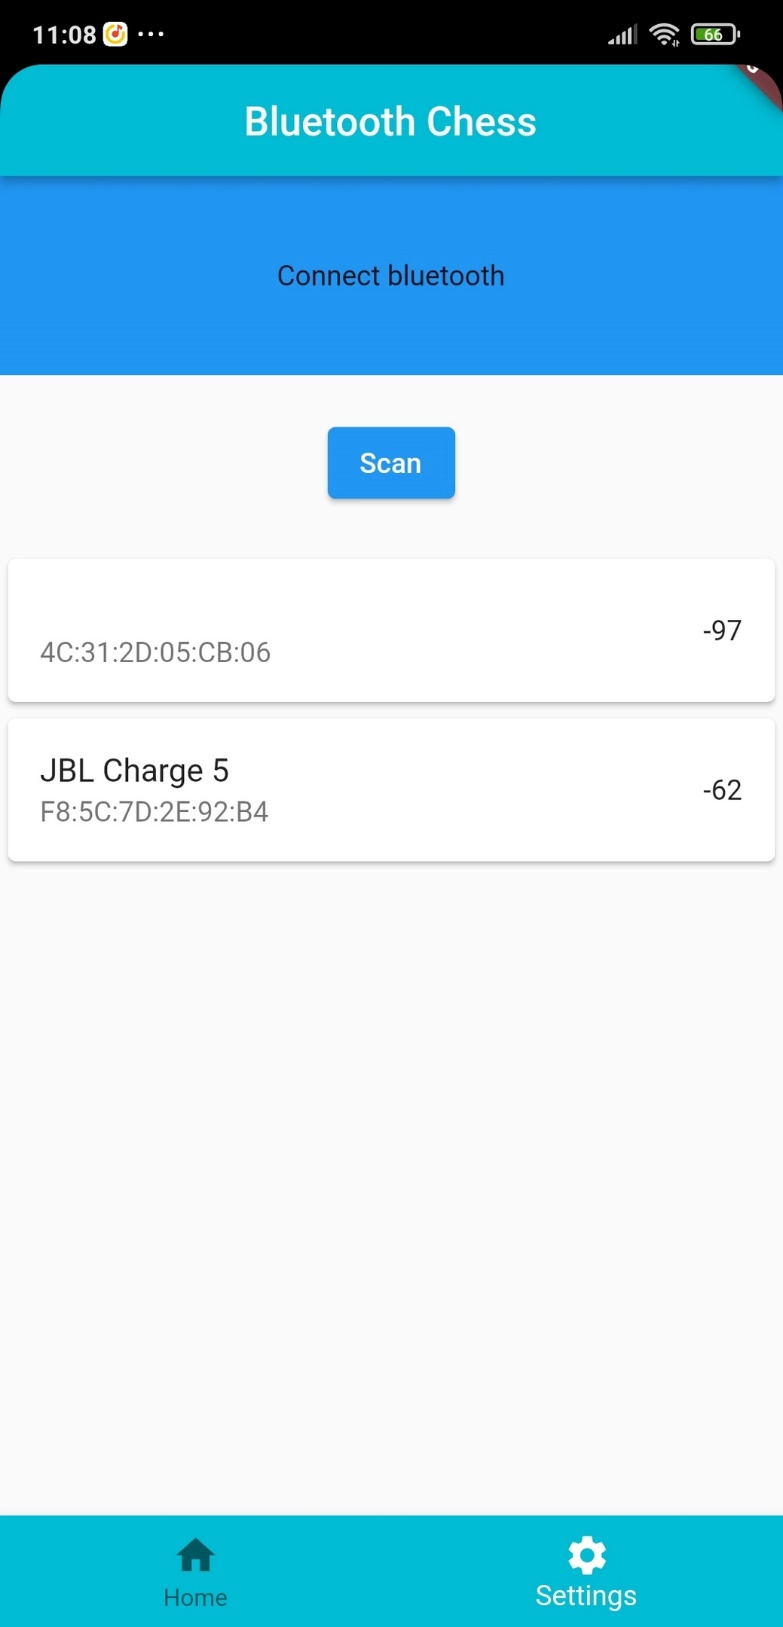 11:08
66
Bluetooth Chess
Connect bluetooth
Scan
4C:31:2D:05:CB:06
-97
JBL Charge 5
F8:5C:7D:2E:92:B4
-62
Home
Settings